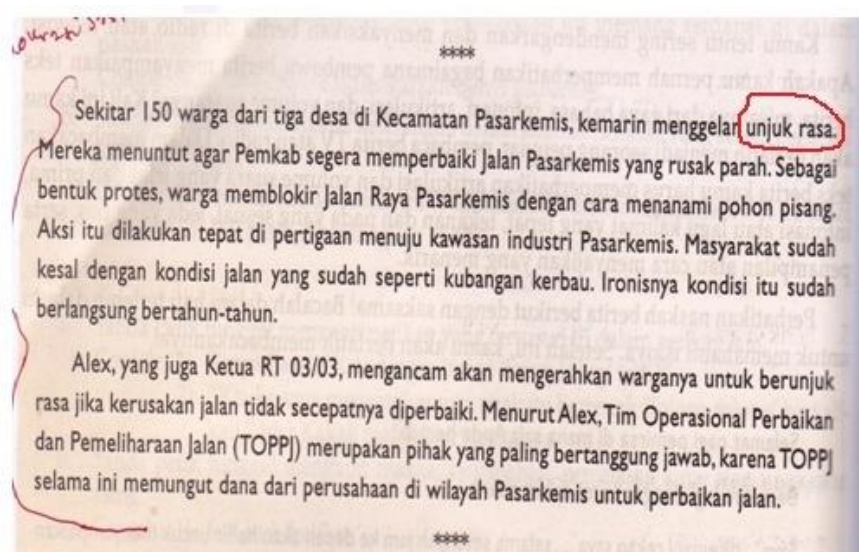 ****
Sekitar 150 warga dari tiga desa di Kecamatan Pasarkemis, kemarin menggelar unjuk rasa.
Mereka menuntut agar Pemkab segera memperbaiki Jalan Pasarkemis yang rusak parah. Sebagai
bentuk protes, warga memblokir Jalan Raya Pasarkemis dengan cara menanami pohon pisang.
Aksi itu dilakukan tepat di pertigaan menuju kawasan industri Pasarkemis. Masyarakat sudah
kesal dengan kondisi jalan yang sudah seperti kubangan kerbau. Ironisnya kondisi itu sudah
berlangsung bertahun-tahun.
Alex, yang juga Ketua RT 03/03, mengancam akan mengerahkan warganya untuk berunjuk
rasa jika kerusakan jalan tidak secepatnya diperbaiki. Menurut Alex, Tim Operasional Perbaikan
dan Pemeliharaan Jalan (TOPPJ) merupakan pihak yang paling bertanggung jawab, karena TOPPJ
selama ini memungut dana dari perusahaan di wilayah Pasarkemis untuk perbaikan jalan.
****